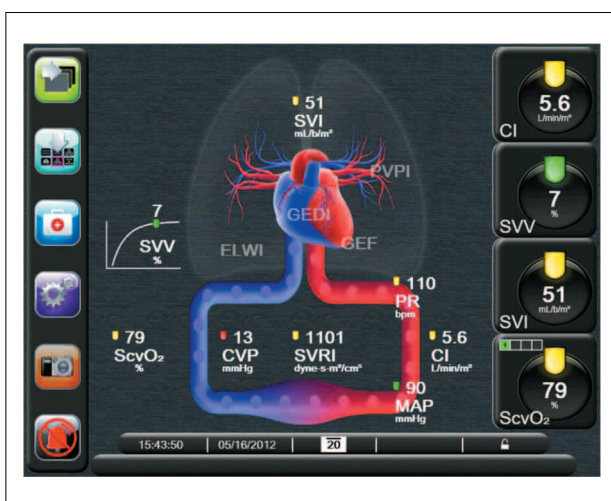 51
SVI
mL/b/m²
PVPI
GEDI
GEF
ELWI
7
SVV
%
110
PR
bpm
79
ScvO₂
%
13
CVP
mmHg
1101
SVRI
dyne-s-m²/cm⁵
5.6
CI
L/min/m²
90
MAP
mmHg
5.6
L/min/m²
CI
7
%
SVV
51
mL/b/m²
SVI
79
%
ScvO₂
15:43:50 | 05/16/2012 | 20 | |